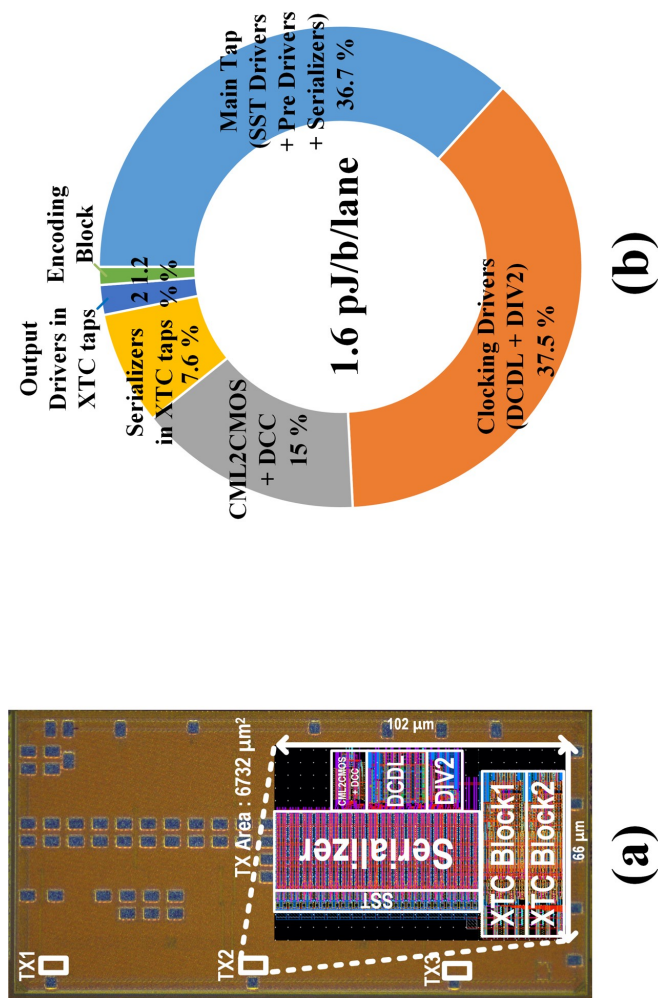 TX1
TX2
TX3
TX Area : 6732 µm²
102 µm
66 µm
CML2CMOS
+ DCC
DCDL
DIV2
Serializer
SST
XTC Block1
XTC Block2
(a)
Output
Drivers in
XTC taps
2
%
Encoding
Block
1.2
%
Serializers
in XTC taps
7.6 %
CML2CMOS
+ DCC
15 %
Main Tap
(SST Drivers
+ Pre Drivers
+ Serializers)
36.7 %
1.6 pJ/b/lane
Clocking Drivers
(DCDL + DIV2)
37.5 %
(b)